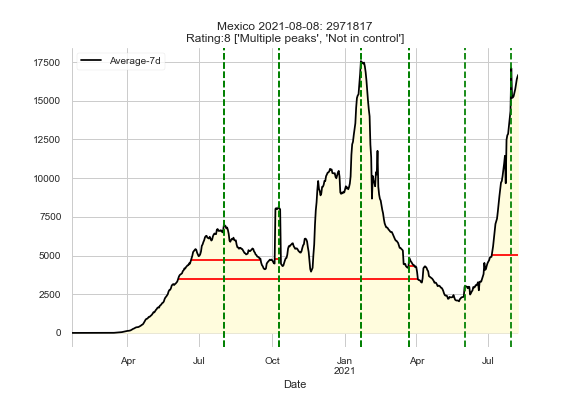 Mexico 2021-08-08: 2971817
Rating:8 ['Multiple peaks', 'Not in control']
Average-7d
17500
15000
12500
10000
7500
5000
2500
0
Apr Jul Oct Jan Apr Jul
2021
Date